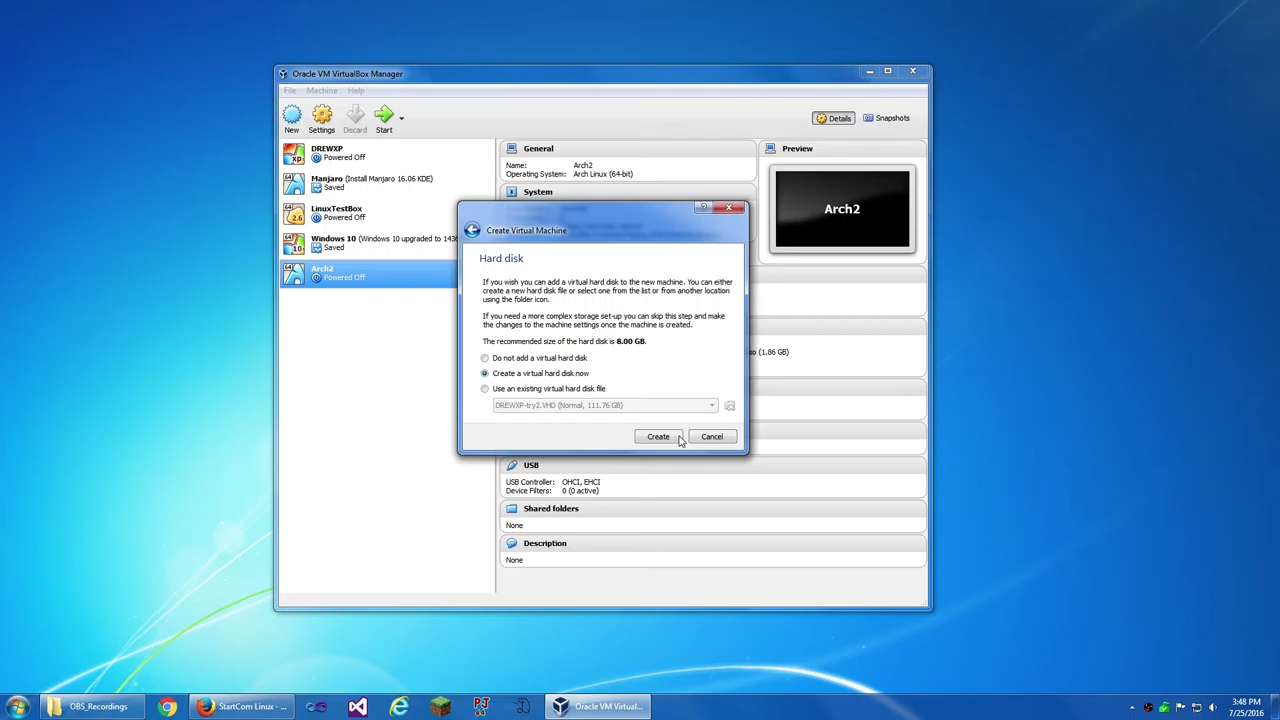 Oracle VM VirtualBox Manager
File Machine Help
New Settings Discard Start
Details Snapshots
DREWXP
Powered Off
Manjaro (Install Manjaro 16.06 KDE)
Saved
LinuxTestBox
Powered Off
Windows 10 (Windows 10 upgraded to 1436
Saved
Arch2
Powered Off
General
Name: Arch2
Operating System: Arch Linux (64-bit)
System
Preview
Arch2
Create Virtual Machine
Hard disk
If you wish you can add a virtual hard disk to the new machine. You can either
create a new hard disk file or select one from the list or from another location
using the folder icon.
If you need a more complex storage set-up you can skip this step and make
the changes to the machine settings once the machine is created.
The recommended size of the hard disk is 8.00 GB.
Do not add a virtual hard disk
Create a virtual hard disk now
Use an existing virtual hard disk file
DREWXP-try2.VHD (Normal, 111.76 GB)
Create Cancel
so (1.86 GB)
USB
USB Controller: OHCI, EHCI
Device Filters: 0 (0 active)
Shared folders
None
Description
None
OBS_Recordings
StartCom Linux - ...
Oracle VM Virtual...
3:48 PM
7/25/2016